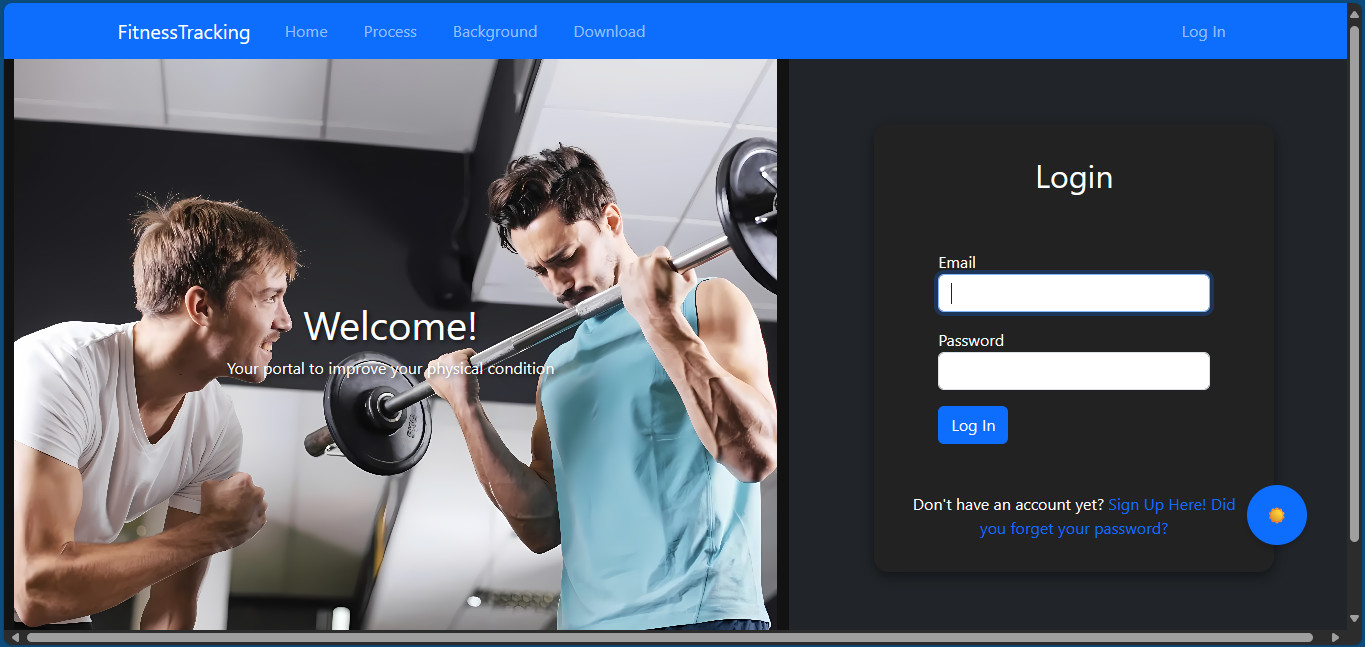 FitnessTracking Home Process Background Download Log In
Welcome!
Your portal to improve your physical condition
Login
Email
Password
Log In
Don't have an account yet? Sign Up Here! Did
you forget your password?